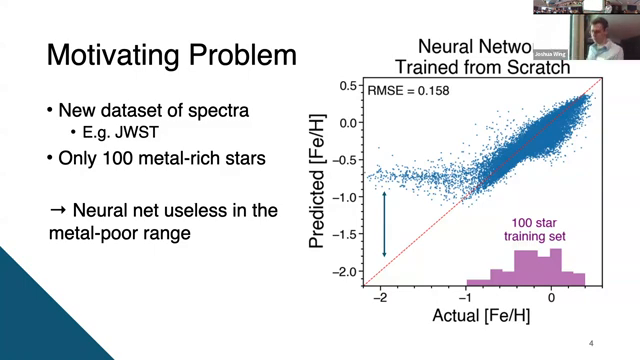 Motivating Problem
• New dataset of spectra
• E.g. JWST
• Only 100 metal-rich stars
→ Neural net useless in the
metal-poor range
Neural Netwo
Trained from Scratch
RMSE = 0.158
0.5
0.0
−0.5
−1.0
−1.5
−2.0
Predicted [Fe/H]
100 star
training set
−2
−1
0
Actual [Fe/H]
Joshua Wing
4